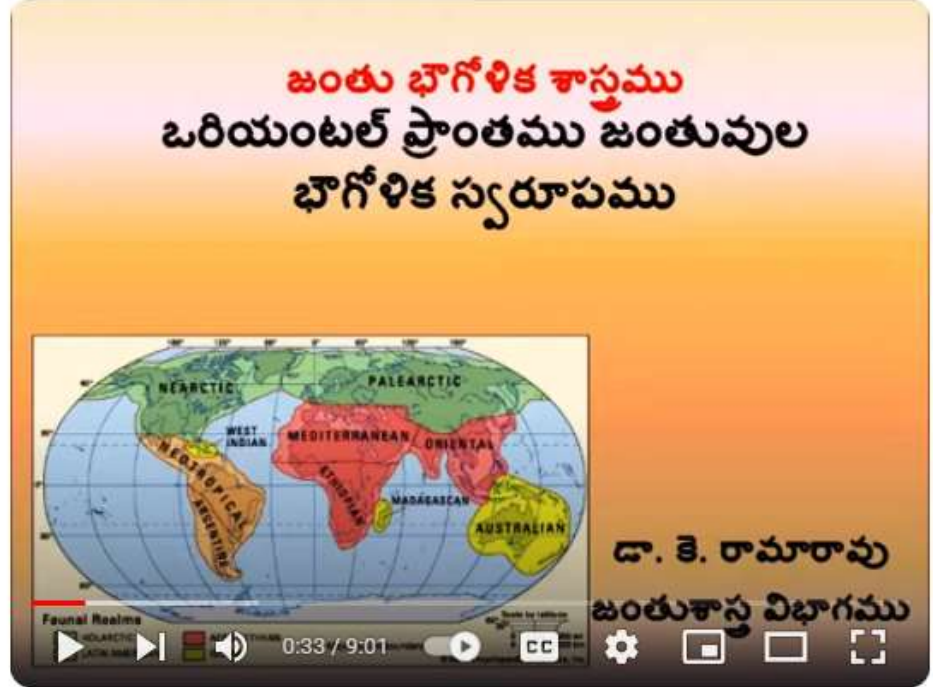 జంతు భౌగోళిక శాస్త్రము
ఒరియంటల్ ప్రాంతము జంతువుల
భౌగోళిక స్వరూపము
NEARCTIC
PALEARCTIC
WEST
INDIAN
MEDITERRANEAN
ORIENTAL
NEOTROPICAL
ETHIOPIAN
MADAGASCAN
ARGENTINE
AUSTRALIAN
డా. కె. రామారావు
జంతుశాస్త్ర విభాగము
Faunal Realms
0:33 / 9:01
CC